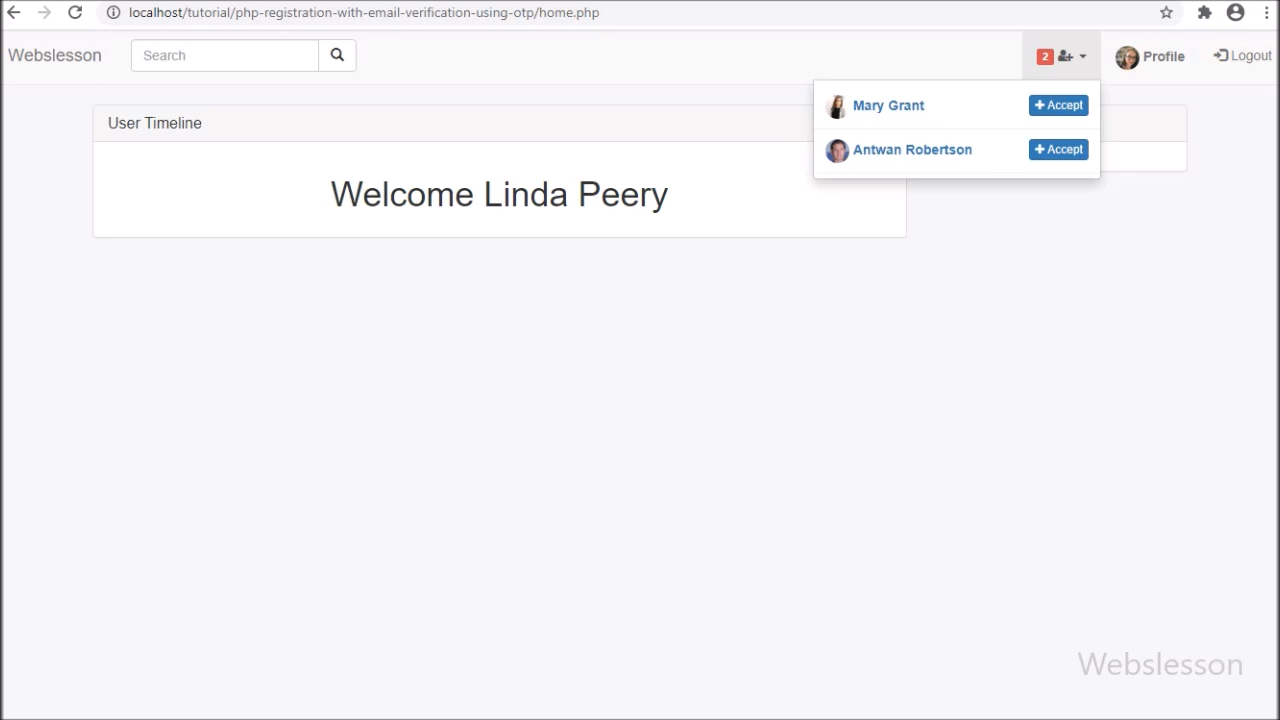 localhost/tutorial/php-registration-with-email-verification-using-otp/home.php
Webslesson
Search
2
Profile
Logout
Mary Grant
Accept
Antwan Robertson
Accept
User Timeline
Welcome Linda Peery
Webslesson